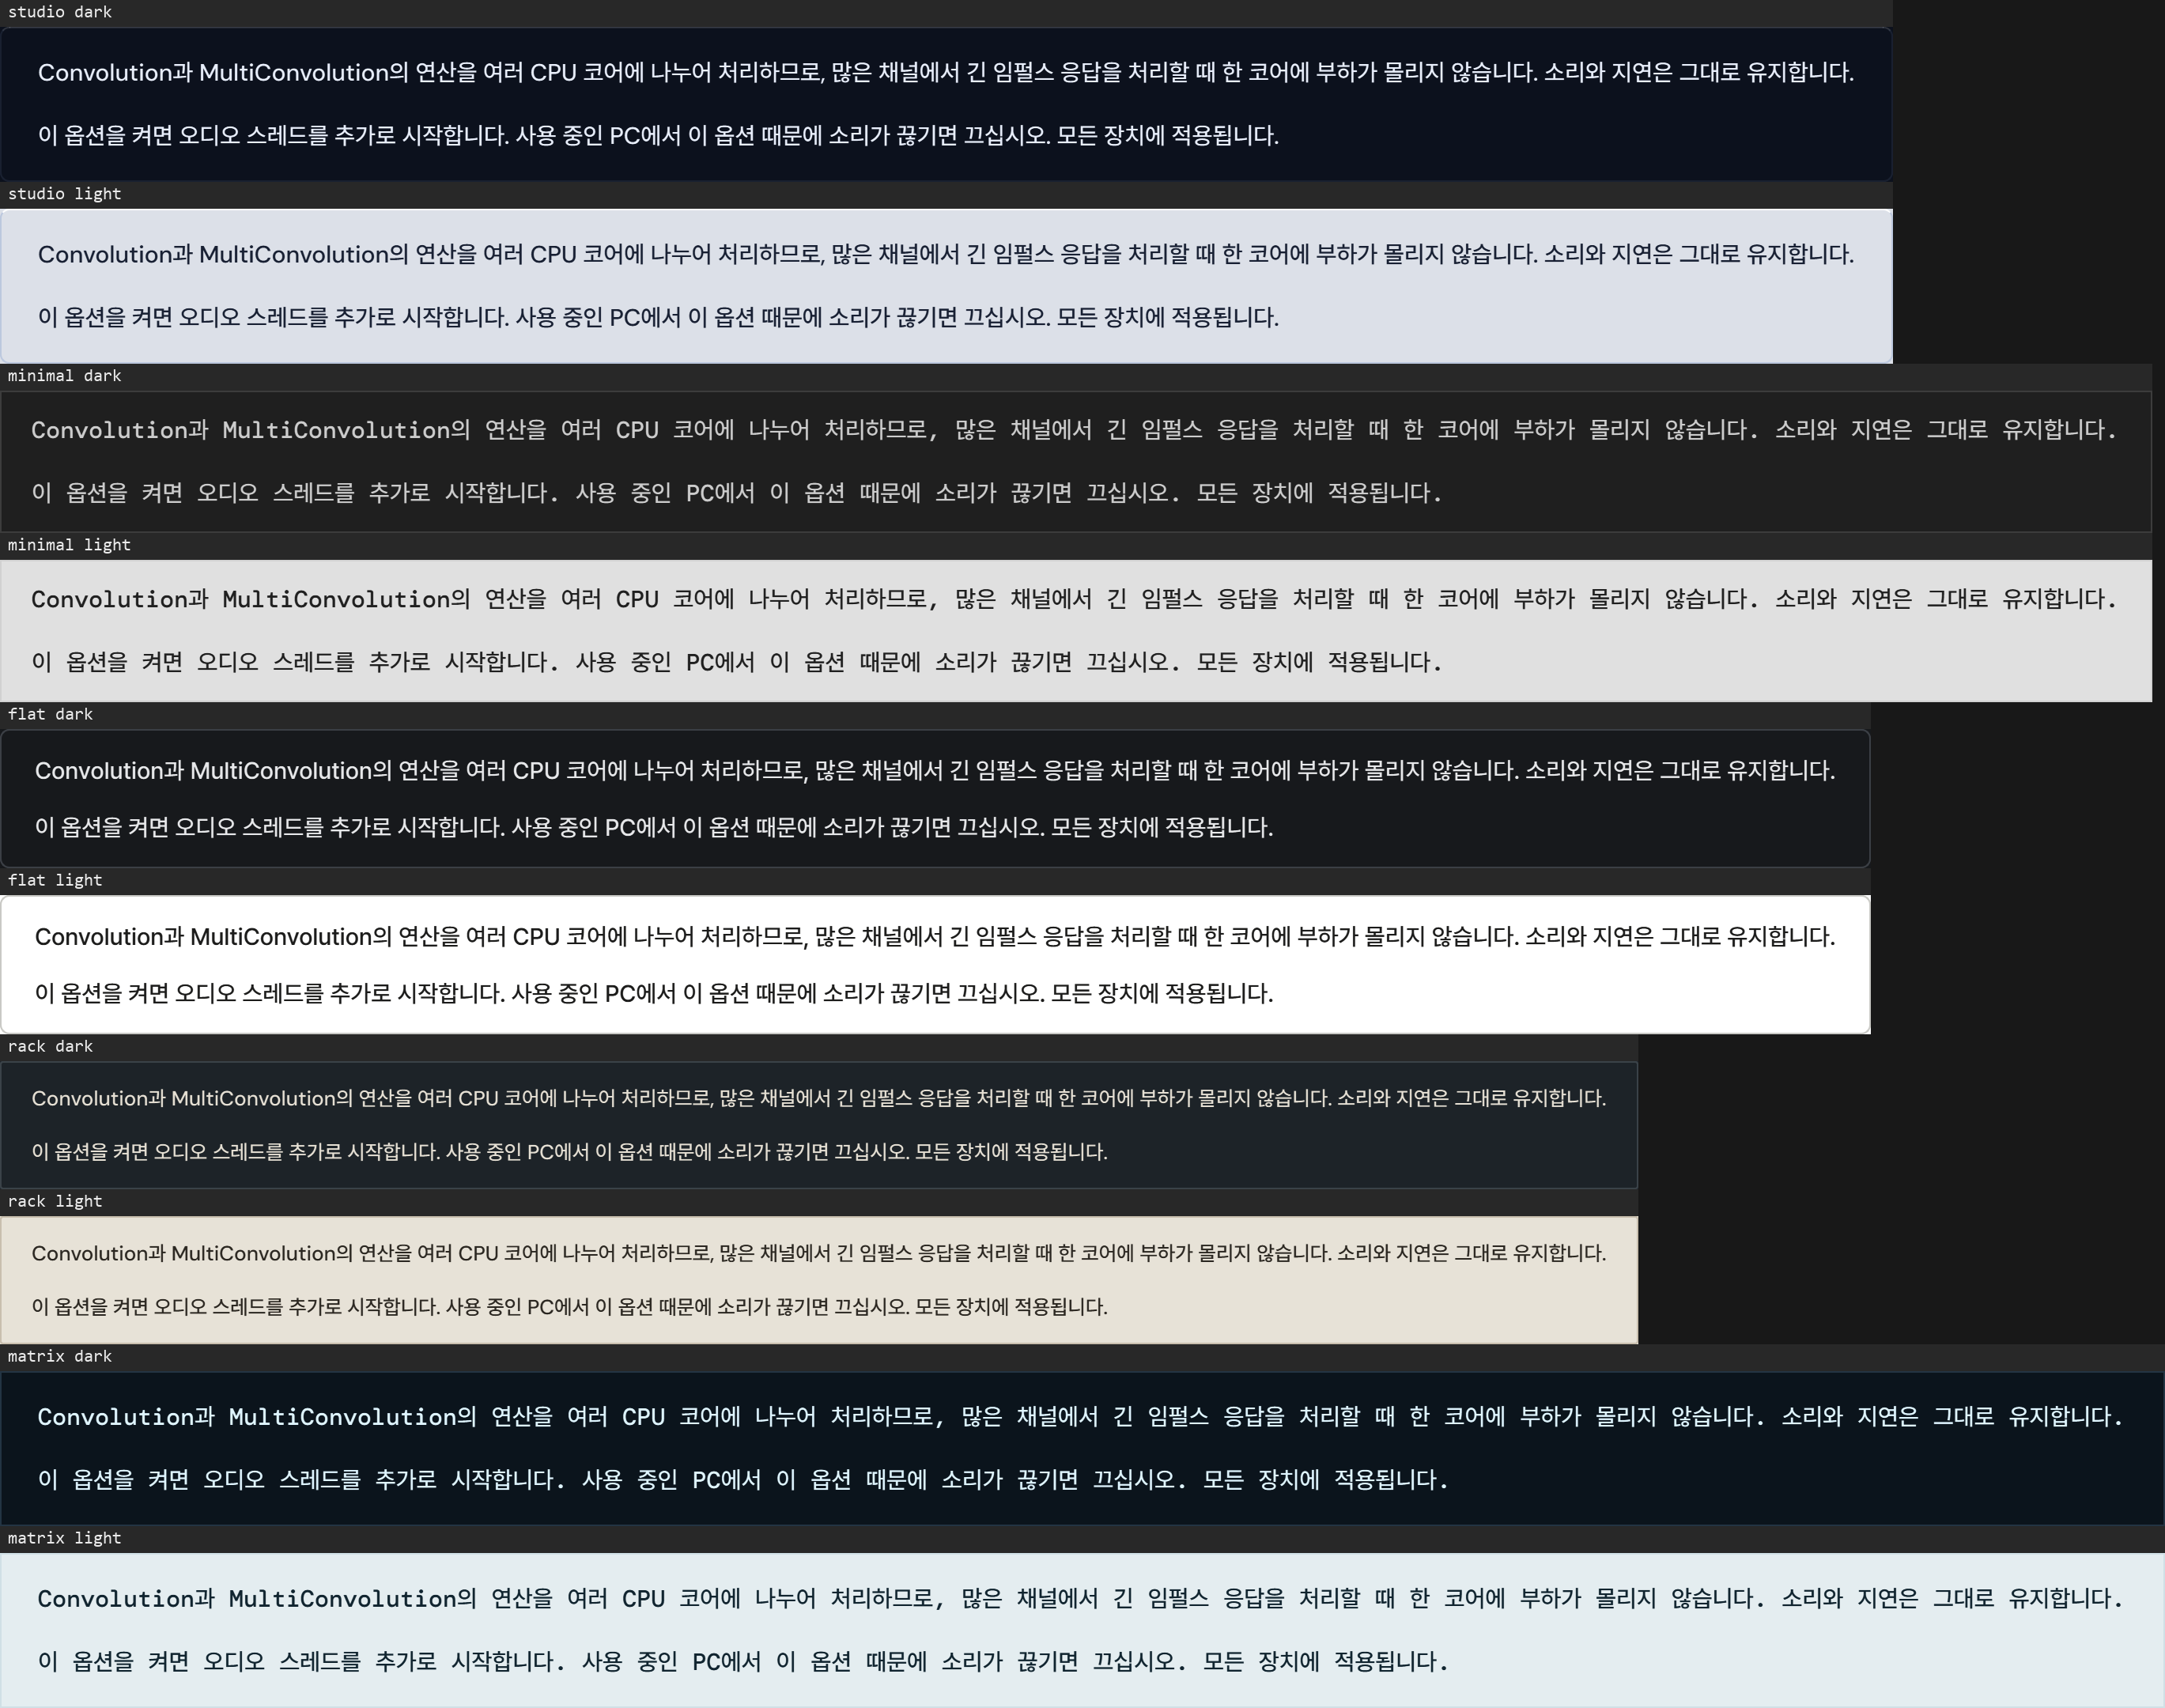 studio dark
Convolution과 MultiConvolution의 연산을 여러 CPU 코어에 나누어 처리하므로, 많은 채널에서 긴 임펄스 응답을 처리할 때 한 코어에 부하가 몰리지 않습니다. 소리와 지연은 그대로 유지합니다.
이 옵션을 켜면 오디오 스레드를 추가로 시작합니다. 사용 중인 PC에서 이 옵션 때문에 소리가 끊기면 끄십시오. 모든 장치에 적용됩니다.
studio light
Convolution과 MultiConvolution의 연산을 여러 CPU 코어에 나누어 처리하므로, 많은 채널에서 긴 임펄스 응답을 처리할 때 한 코어에 부하가 몰리지 않습니다. 소리와 지연은 그대로 유지합니다.
이 옵션을 켜면 오디오 스레드를 추가로 시작합니다. 사용 중인 PC에서 이 옵션 때문에 소리가 끊기면 끄십시오. 모든 장치에 적용됩니다.
minimal dark
Convolution과 MultiConvolution의 연산을 여러 CPU 코어에 나누어 처리하므로, 많은 채널에서 긴 임펄스 응답을 처리할 때 한 코어에 부하가 몰리지 않습니다. 소리와 지연은 그대로 유지합니다.
이 옵션을 켜면 오디오 스레드를 추가로 시작합니다. 사용 중인 PC에서 이 옵션 때문에 소리가 끊기면 끄십시오. 모든 장치에 적용됩니다.
minimal light
Convolution과 MultiConvolution의 연산을 여러 CPU 코어에 나누어 처리하므로, 많은 채널에서 긴 임펄스 응답을 처리할 때 한 코어에 부하가 몰리지 않습니다. 소리와 지연은 그대로 유지합니다.
이 옵션을 켜면 오디오 스레드를 추가로 시작합니다. 사용 중인 PC에서 이 옵션 때문에 소리가 끊기면 끄십시오. 모든 장치에 적용됩니다.
flat dark
Convolution과 MultiConvolution의 연산을 여러 CPU 코어에 나누어 처리하므로, 많은 채널에서 긴 임펄스 응답을 처리할 때 한 코어에 부하가 몰리지 않습니다. 소리와 지연은 그대로 유지합니다.
이 옵션을 켜면 오디오 스레드를 추가로 시작합니다. 사용 중인 PC에서 이 옵션 때문에 소리가 끊기면 끄십시오. 모든 장치에 적용됩니다.
flat light
Convolution과 MultiConvolution의 연산을 여러 CPU 코어에 나누어 처리하므로, 많은 채널에서 긴 임펄스 응답을 처리할 때 한 코어에 부하가 몰리지 않습니다. 소리와 지연은 그대로 유지합니다.
이 옵션을 켜면 오디오 스레드를 추가로 시작합니다. 사용 중인 PC에서 이 옵션 때문에 소리가 끊기면 끄십시오. 모든 장치에 적용됩니다.
rack dark
Convolution과 MultiConvolution의 연산을 여러 CPU 코어에 나누어 처리하므로, 많은 채널에서 긴 임펄스 응답을 처리할 때 한 코어에 부하가 몰리지 않습니다. 소리와 지연은 그대로 유지합니다.
이 옵션을 켜면 오디오 스레드를 추가로 시작합니다. 사용 중인 PC에서 이 옵션 때문에 소리가 끊기면 끄십시오. 모든 장치에 적용됩니다.
rack light
Convolution과 MultiConvolution의 연산을 여러 CPU 코어에 나누어 처리하므로, 많은 채널에서 긴 임펄스 응답을 처리할 때 한 코어에 부하가 몰리지 않습니다. 소리와 지연은 그대로 유지합니다.
이 옵션을 켜면 오디오 스레드를 추가로 시작합니다. 사용 중인 PC에서 이 옵션 때문에 소리가 끊기면 끄십시오. 모든 장치에 적용됩니다.
matrix dark
Convolution과 MultiConvolution의 연산을 여러 CPU 코어에 나누어 처리하므로, 많은 채널에서 긴 임펄스 응답을 처리할 때 한 코어에 부하가 몰리지 않습니다. 소리와 지연은 그대로 유지합니다.
이 옵션을 켜면 오디오 스레드를 추가로 시작합니다. 사용 중인 PC에서 이 옵션 때문에 소리가 끊기면 끄십시오. 모든 장치에 적용됩니다.
matrix light
Convolution과 MultiConvolution의 연산을 여러 CPU 코어에 나누어 처리하므로, 많은 채널에서 긴 임펄스 응답을 처리할 때 한 코어에 부하가 몰리지 않습니다. 소리와 지연은 그대로 유지합니다.
이 옵션을 켜면 오디오 스레드를 추가로 시작합니다. 사용 중인 PC에서 이 옵션 때문에 소리가 끊기면 끄십시오. 모든 장치에 적용됩니다.